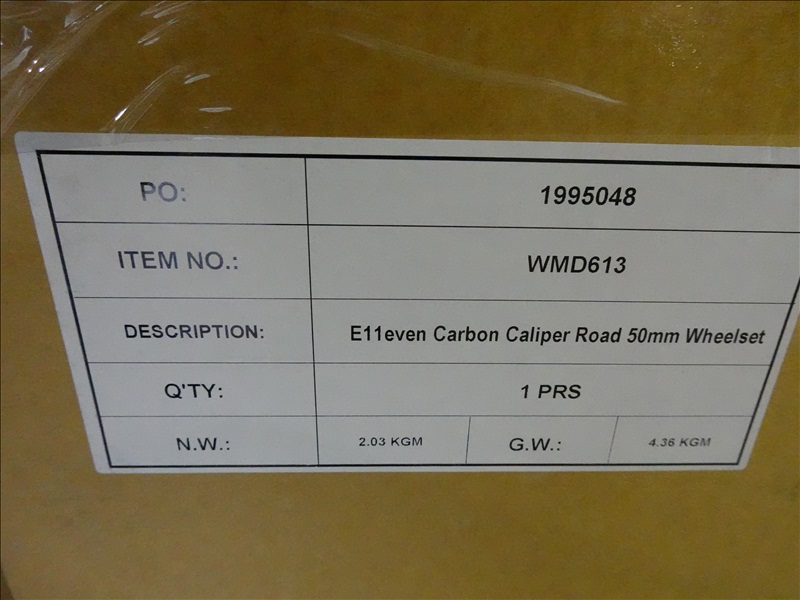 PO: 1995048
ITEM NO.: WMD613
DESCRIPTION: E11even Carbon Caliper Road 50mm Wheelset
Q'TY: 1 PRS
N.W.: 2.03 KGM G.W.: 4.36 KGM